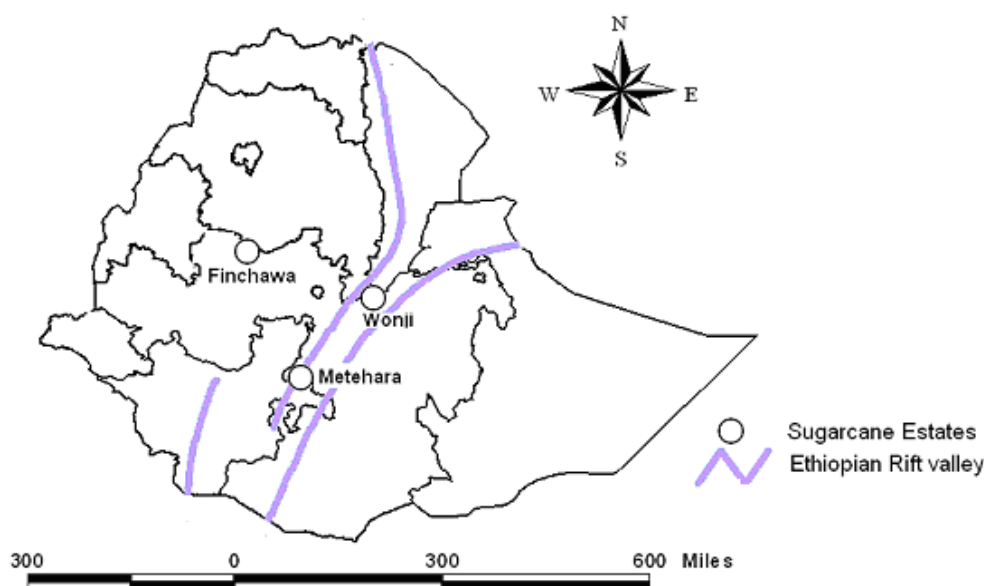 N
W E
S
Finchawa
Wonji
Metehara
Sugarcane Estates
Ethiopian Rift valley
300 0 300 600 Miles